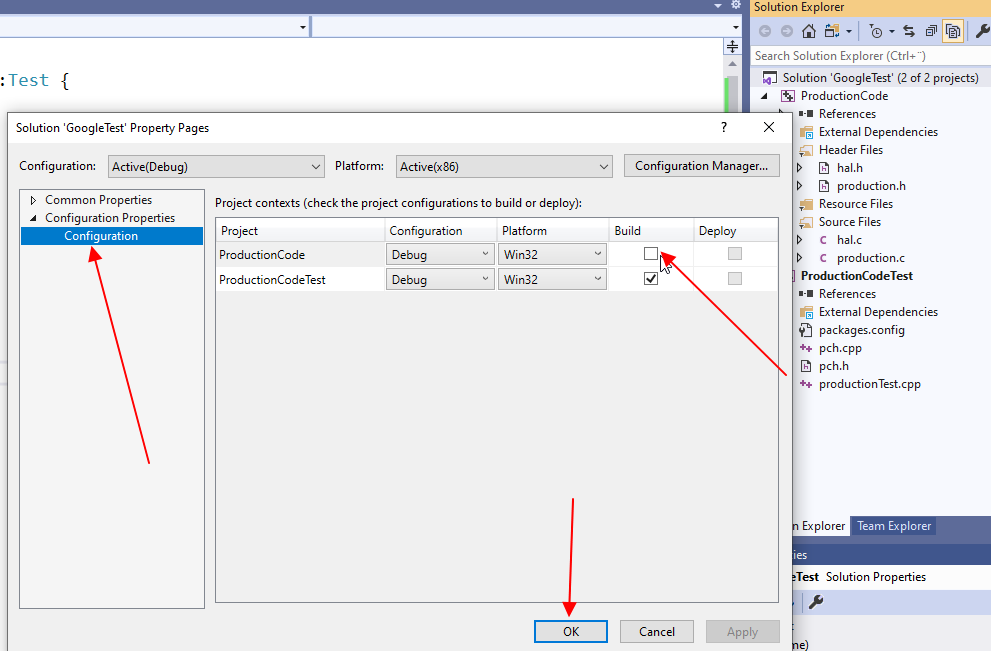 Solution Explorer
Search Solution Explorer (Ctrl+¨)
:Test {
Solution 'GoogleTest' (2 of 2 projects)
ProductionCode
References
External Dependencies
Header Files
hal.h
production.h
Resource Files
Source Files
hal.c
production.c
ProductionCodeTest
References
External Dependencies
packages.config
pch.cpp
pch.h
productionTest.cpp
Solution 'GoogleTest' Property Pages
?
Configuration:
Active(Debug)
Platform:
Active(x86)
Configuration Manager...
Common Properties
Configuration Properties
Configuration
Project contexts (check the project configurations to build or deploy):
Project Configuration Platform Build Deploy
ProductionCode Debug Win32
ProductionCodeTest Debug Win32
OK
Cancel
Apply
n Explorer
Team Explorer
ies
eTest Solution Properties
me)